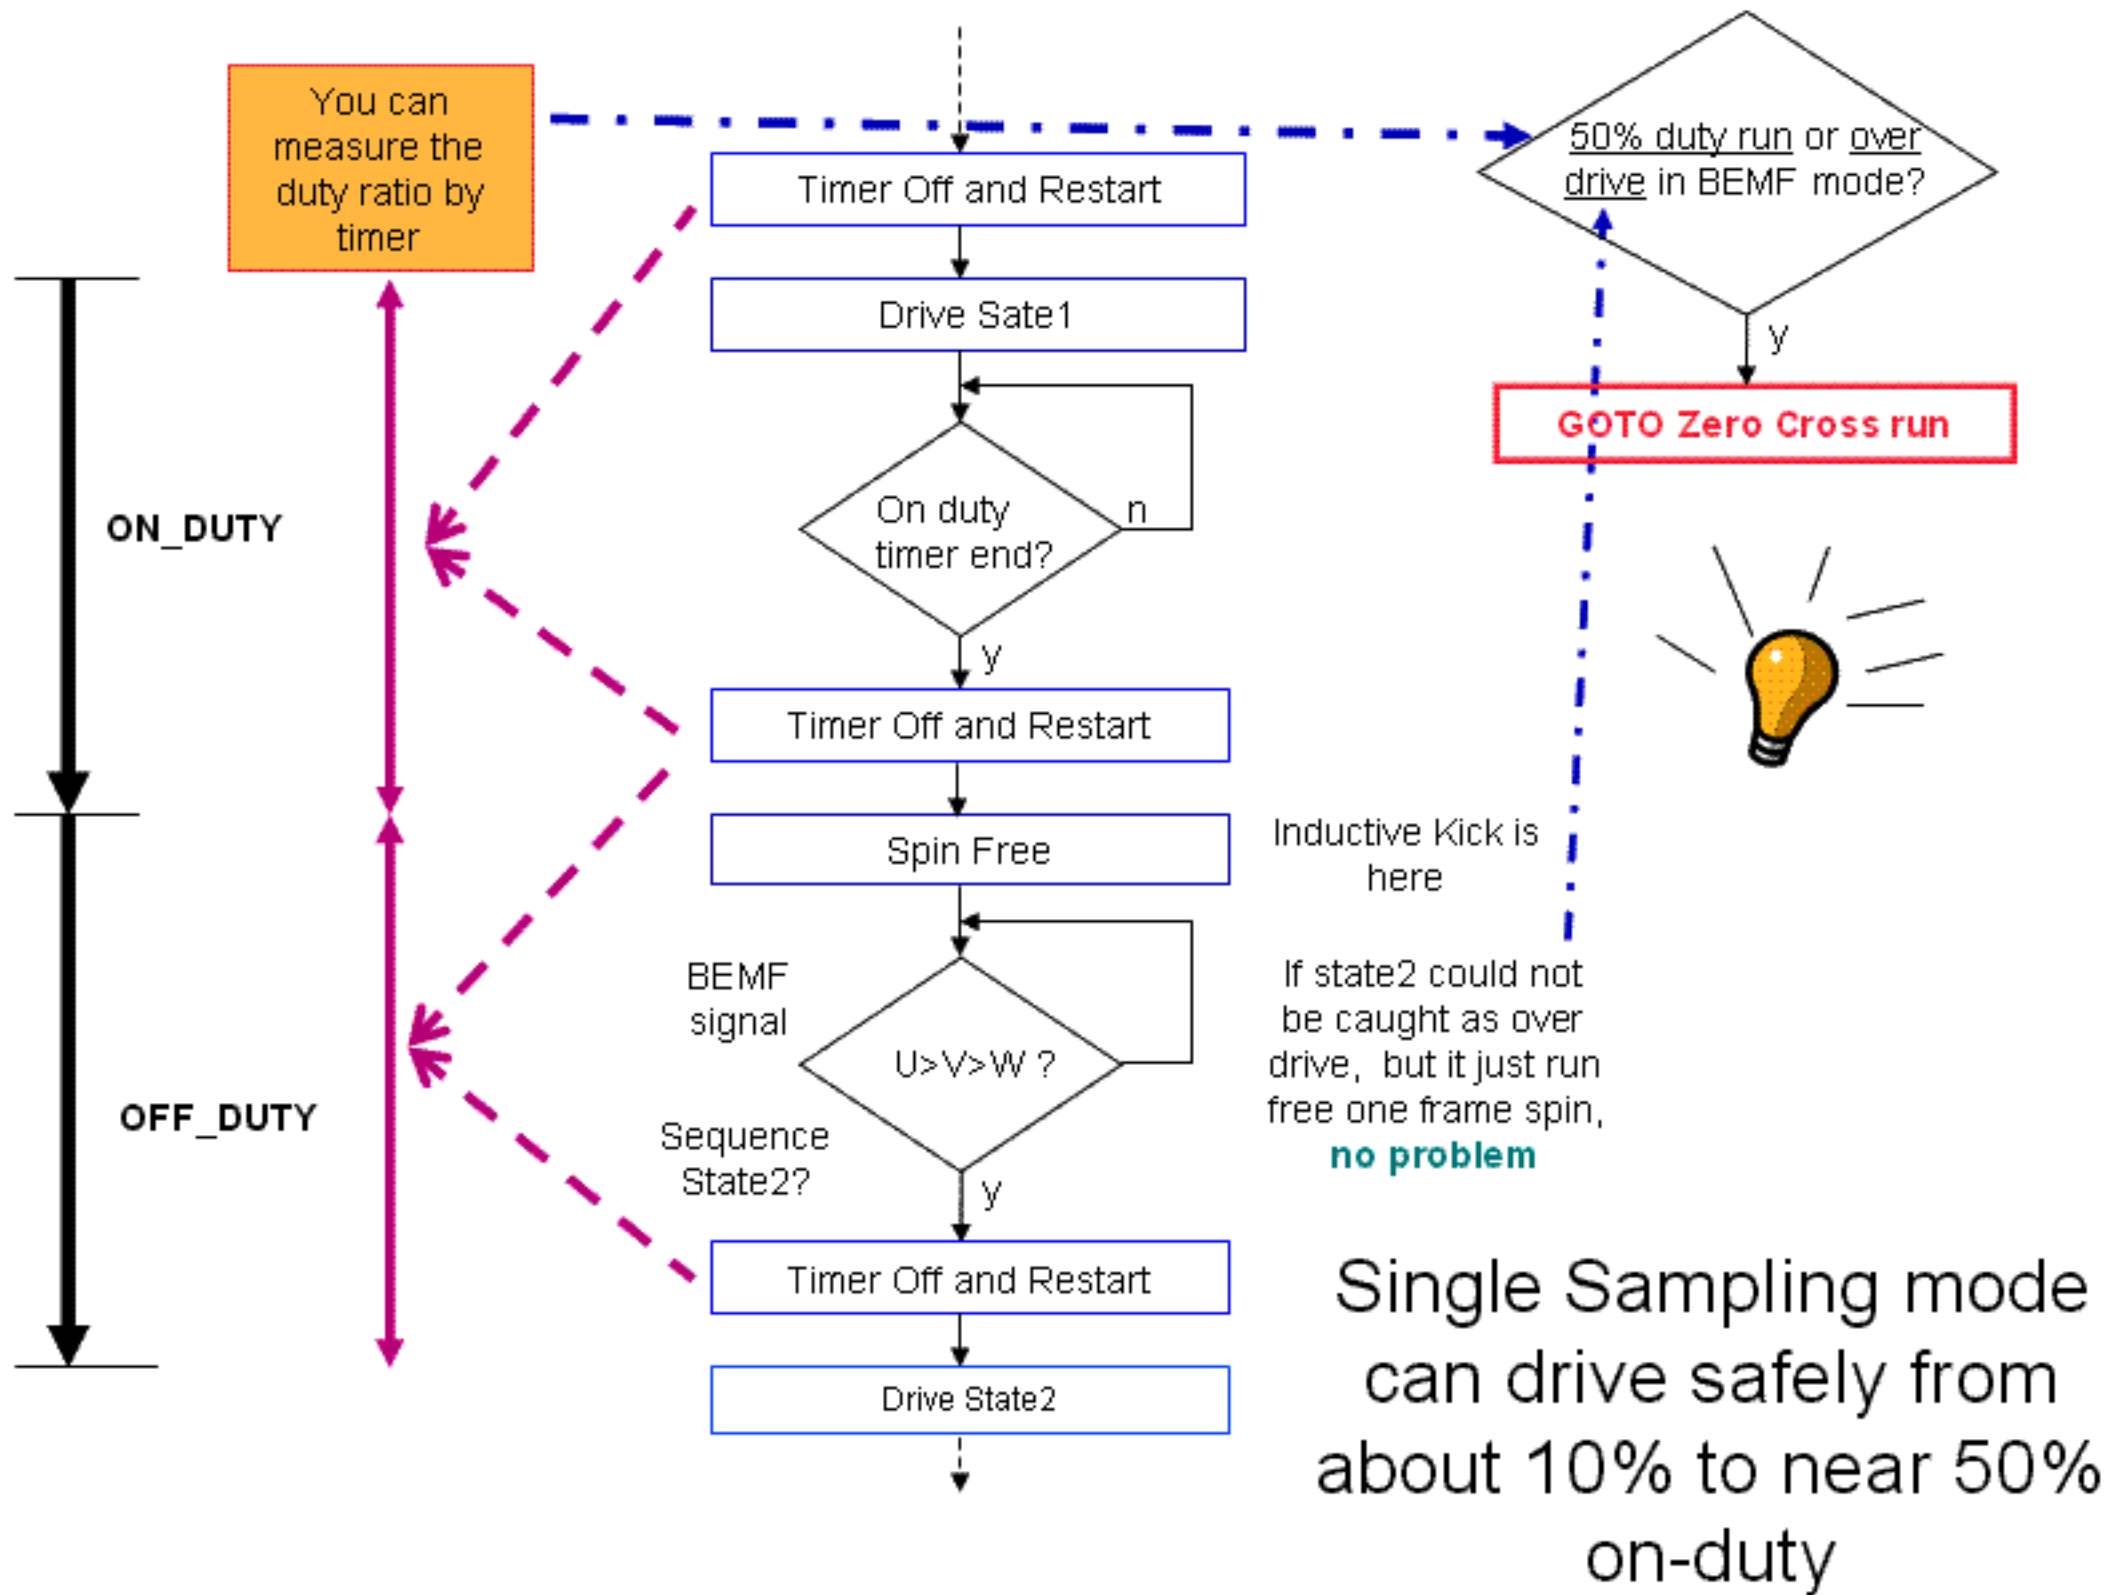 You can
measure the
duty ratio by
timer
Timer Off and Restart
50% duty run or over
drive in BEMF mode?
Drive Sate1
y
GOTO Zero Cross run
On duty
timer end?
n
ON_DUTY
y
Timer Off and Restart
Spin Free
Inductive Kick is
here
BEMF
signal
U>V>W ?
If state2 could not
be caught as over
drive, but it just run
free one frame spin,
no problem
OFF_DUTY
Sequence
State2?
y
Timer Off and Restart
Drive State2
Single Sampling mode
can drive safely from
about 10% to near 50%
on-duty